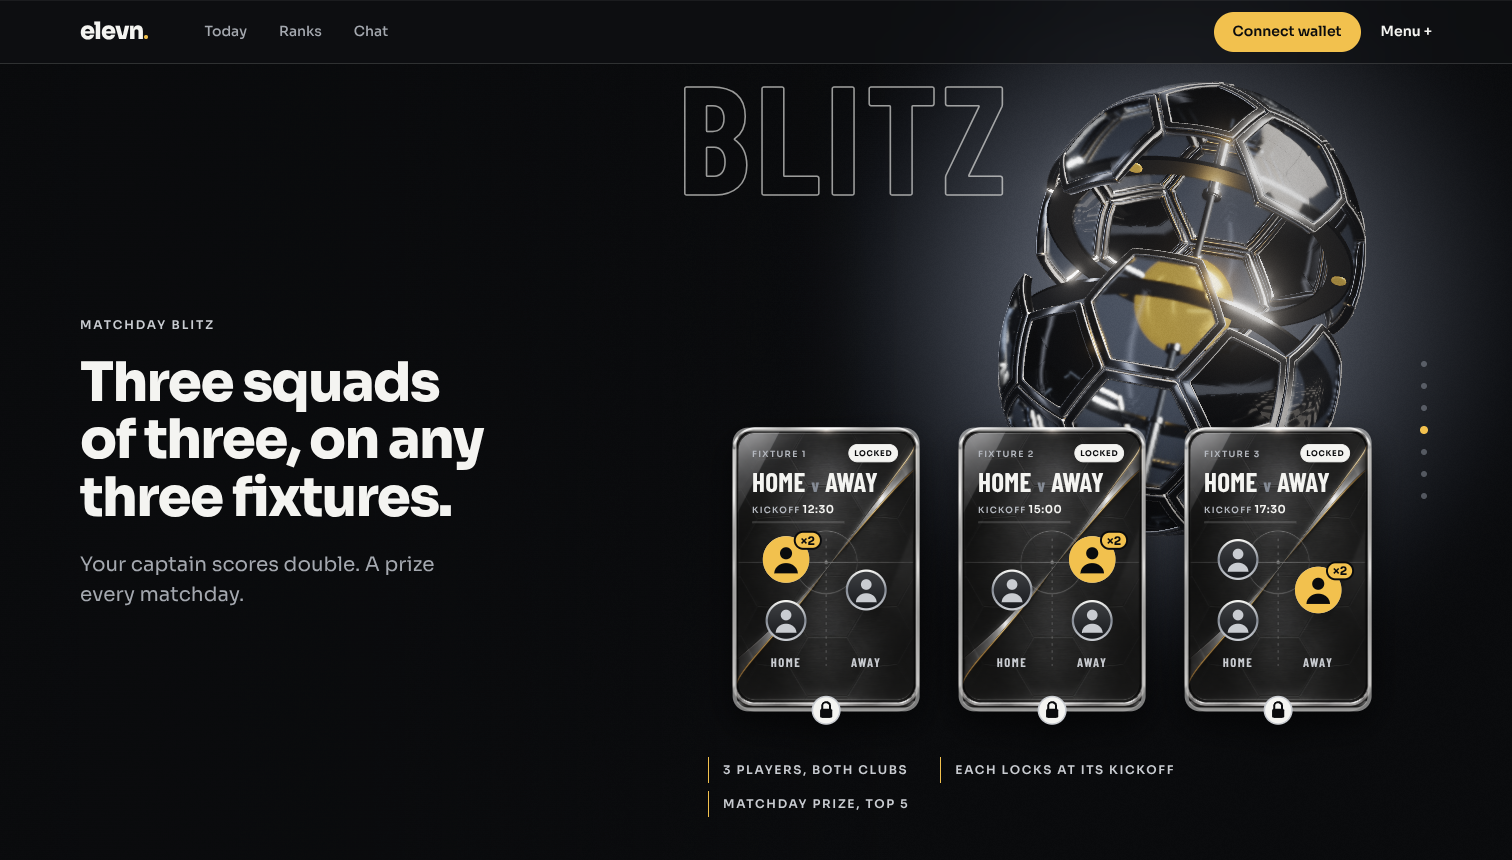 elevn.
Today
Ranks
Chat
Connect wallet
Menu +
BLITZ
MATCHDAY BLITZ
Three squads
of three, on any
three fixtures.
Your captain scores double. A prize
every matchday.
FIXTURE 1
LOCKED
HOME v AWAY
KICKOFF 12:30
×2
HOME
AWAY
FIXTURE 2
LOCKED
HOME v AWAY
KICKOFF 15:00
×2
HOME
AWAY
FIXTURE 3
LOCKED
HOME v AWAY
KICKOFF 17:30
×2
HOME
AWAY
3 PLAYERS, BOTH CLUBS
EACH LOCKS AT ITS KICKOFF
MATCHDAY PRIZE, TOP 5